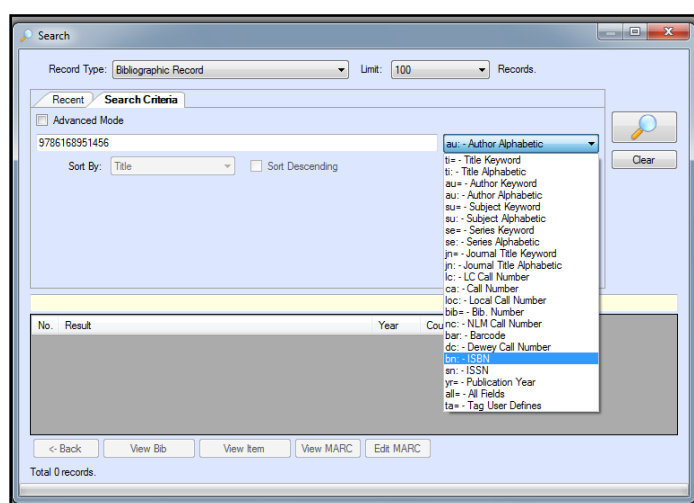 Search
Record Type: Bibliographic Record Limit: 100 Records.
Recent Search Criteria
Advanced Mode
9786168951456 au: - Author Alphabetic
Sort By: Title Sort Descending Clear
ti= - Title Keyword
ti: - Title Alphabetic
au= - Author Keyword
au: - Author Alphabetic
su= - Subject Keyword
su: - Subject Alphabetic
se= - Series Keyword
se: - Series Alphabetic
jn= - Journal Title Keyword
jn: - Journal Title Alphabetic
lc: - LC Call Number
ca: - Call Number
loc: - Local Call Number
bib= - Bib. Number
nc: - NLM Call Number
bar: - Barcode
dc: - Dewey Call Number
bn: - ISBN
sn: - ISSN
yr= - Publication Year
all= - All Fields
ta= - Tag User Defines
No. Result Year Cou
<- Back View Bib View Item View MARC Edit MARC
Total 0 records.